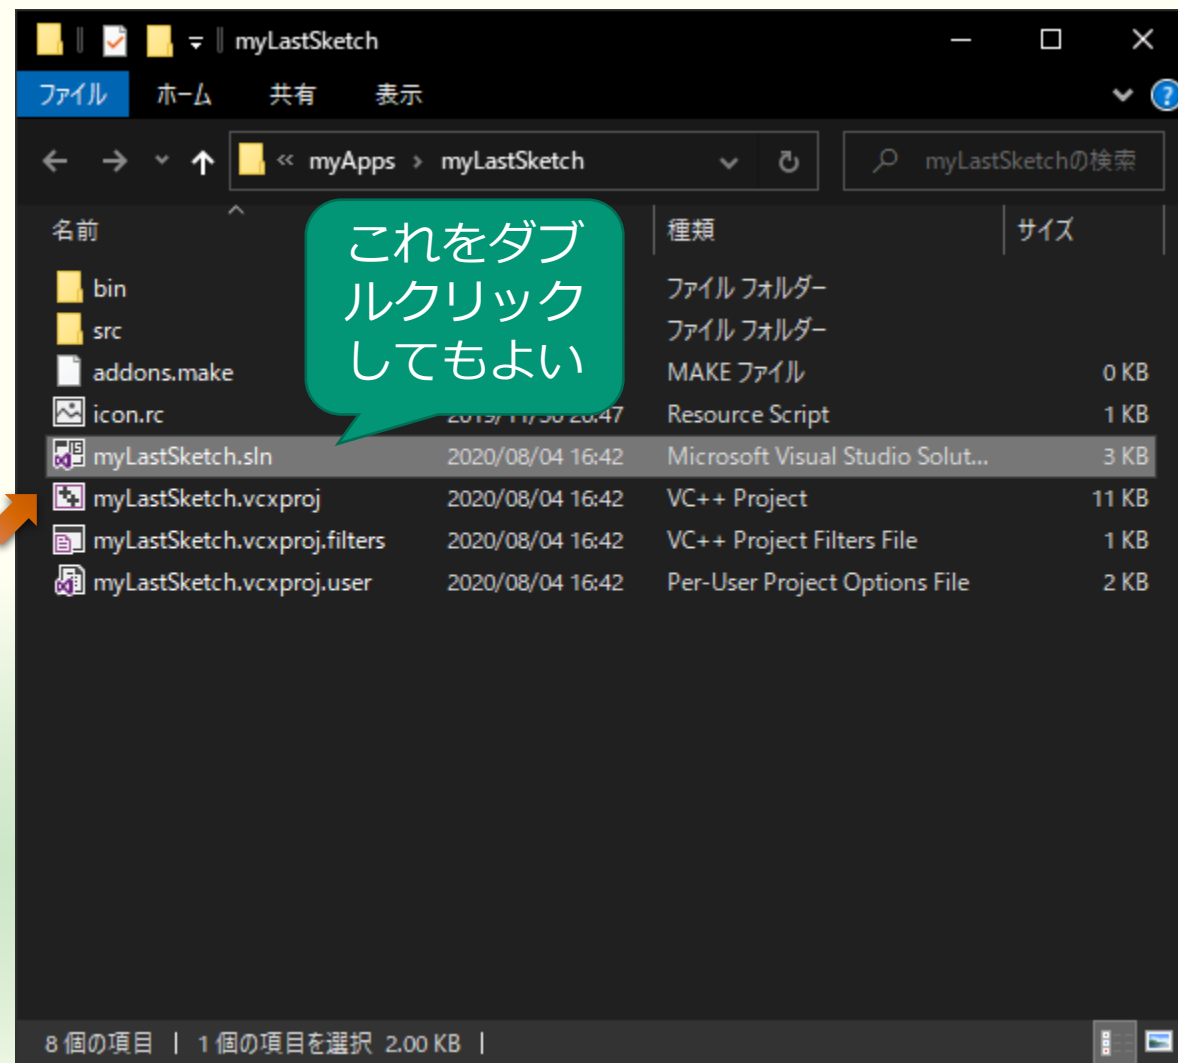 myLastSketch
ファイル ホーム 共有 表示
« myApps › myLastSketch myLastSketchの検索
名前 種類 サイズ
これをダブ
ルクリック
してもよい
bin ファイル フォルダー
src ファイル フォルダー
addons.make MAKE ファイル 0 KB
icon.rc Resource Script 1 KB
myLastSketch.sln 2020/08/04 16:42 Microsoft Visual Studio Solut... 3 KB
myLastSketch.vcxproj 2020/08/04 16:42 VC++ Project 11 KB
myLastSketch.vcxproj.filters 2020/08/04 16:42 VC++ Project Filters File 1 KB
myLastSketch.vcxproj.user 2020/08/04 16:42 Per-User Project Options File 2 KB
8 個の項目 | 1 個の項目を選択 2.00 KB |